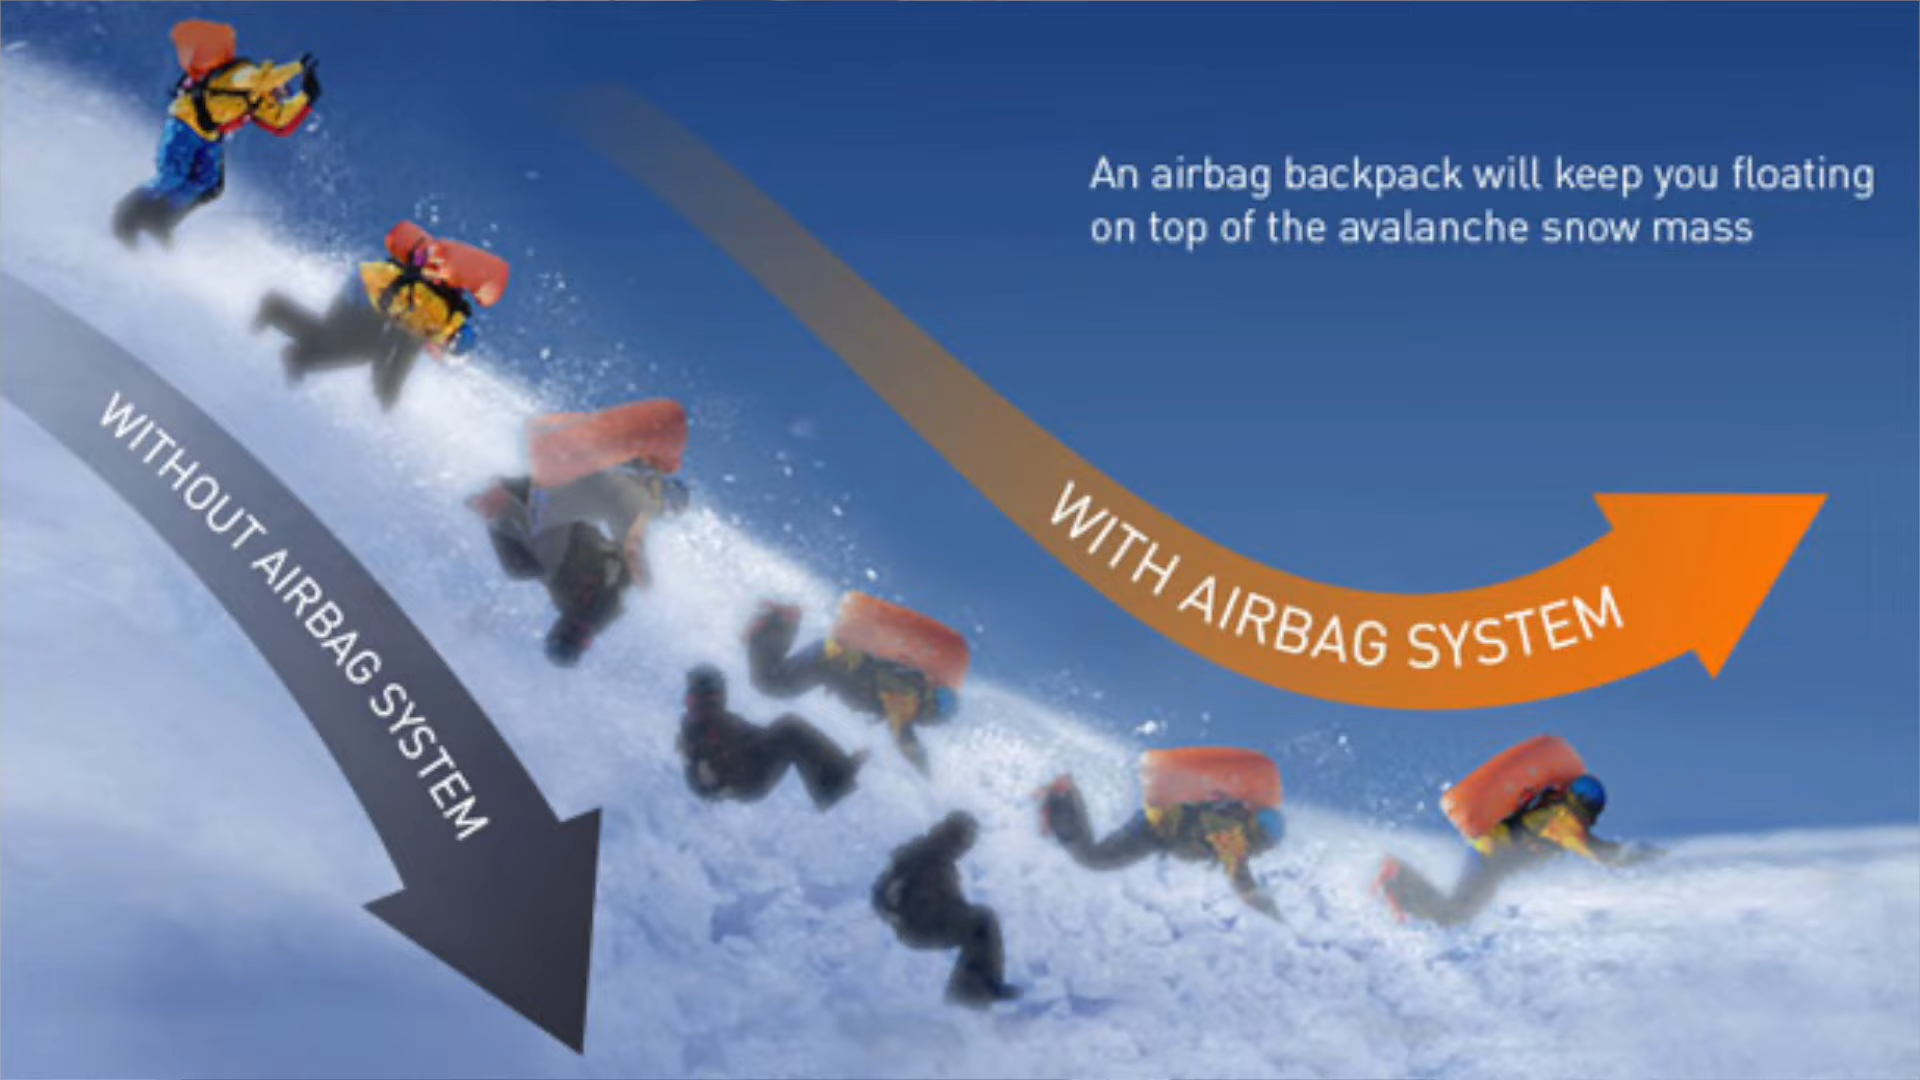 An airbag backpack will keep you floating
on top of the avalanche snow mass
WITHOUT AIRBAG SYSTEM
WITH AIRBAG SYSTEM